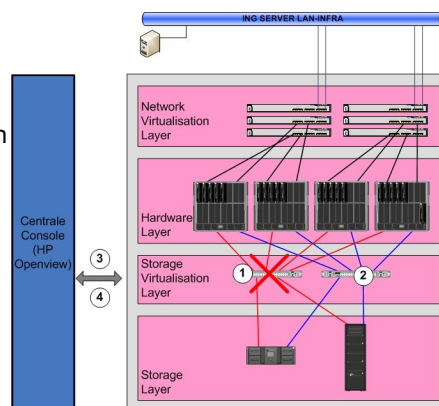 ING SERVER LAN-INFRA
n
Network
Virtualisation
Layer
Hardware
Layer
Centrale
Console
(HP
Openview)
3
4
Storage
Virtualisation
Layer
1
2
Storage
Layer